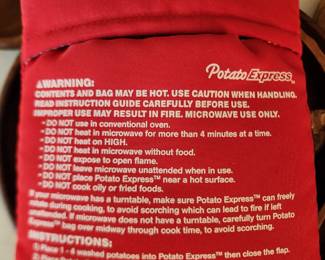 Potato Express™
⚠WARNING:
CONTENTS AND BAG MAY BE HOT. USE CAUTION WHEN HANDLING.
READ INSTRUCTION GUIDE CAREFULLY BEFORE USE.
IMPROPER USE MAY RESULT IN FIRE. MICROWAVE USE ONLY.
- DO NOT use in conventional oven.
- DO NOT heat in microwave for more than 4 minutes at a time.
- DO NOT heat on HIGH.
- DO NOT heat in microwave without food.
- DO NOT expose to open flame.
- DO NOT leave microwave unattended when in use.
- DO NOT place Potato Express™ near a hot surface.
- DO NOT cook oily or fried foods.
If your microwave has a turntable, make sure Potato Express™ can freely
rotate during cooking, to avoid scorching which can lead to fire if left
unattended. If microwave does not have a turntable, carefully turn Potato
Express™ bag over midway through cook time, to avoid scorching.
INSTRUCTIONS:
1) Place 1 - 4 washed potatoes into Potato Express™ then close the flap.